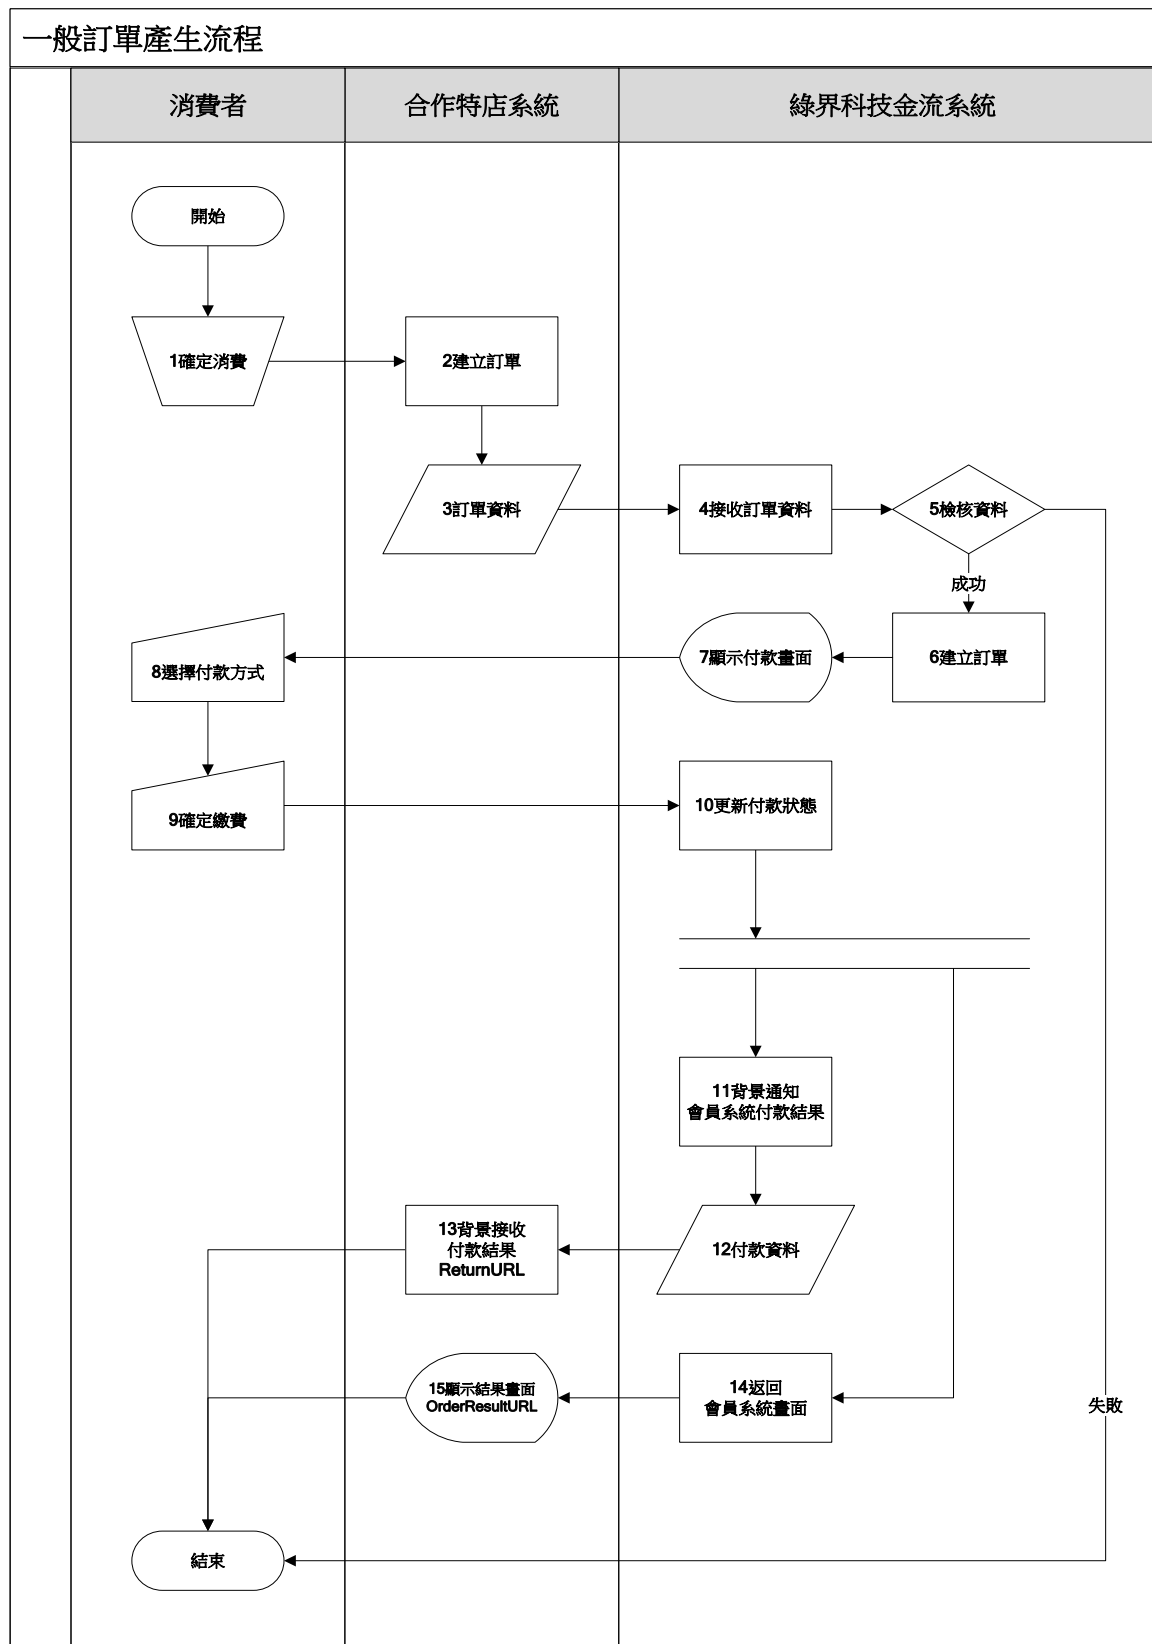 一般訂單產生流程
消費者
合作特店系統
綠界科技金流系統
開始
1確定消費
2建立訂單
3訂單資料
4接收訂單資料
5檢核資料
成功
6建立訂單
7顯示付款畫面
8選擇付款方式
9確定繳費
10更新付款狀態
11背景通知
會員系統付款結果
12付款資料
13背景接收
付款結果
ReturnURL
14返回
會員系統畫面
15顯示結果畫面
OrderResultURL
失敗
結束